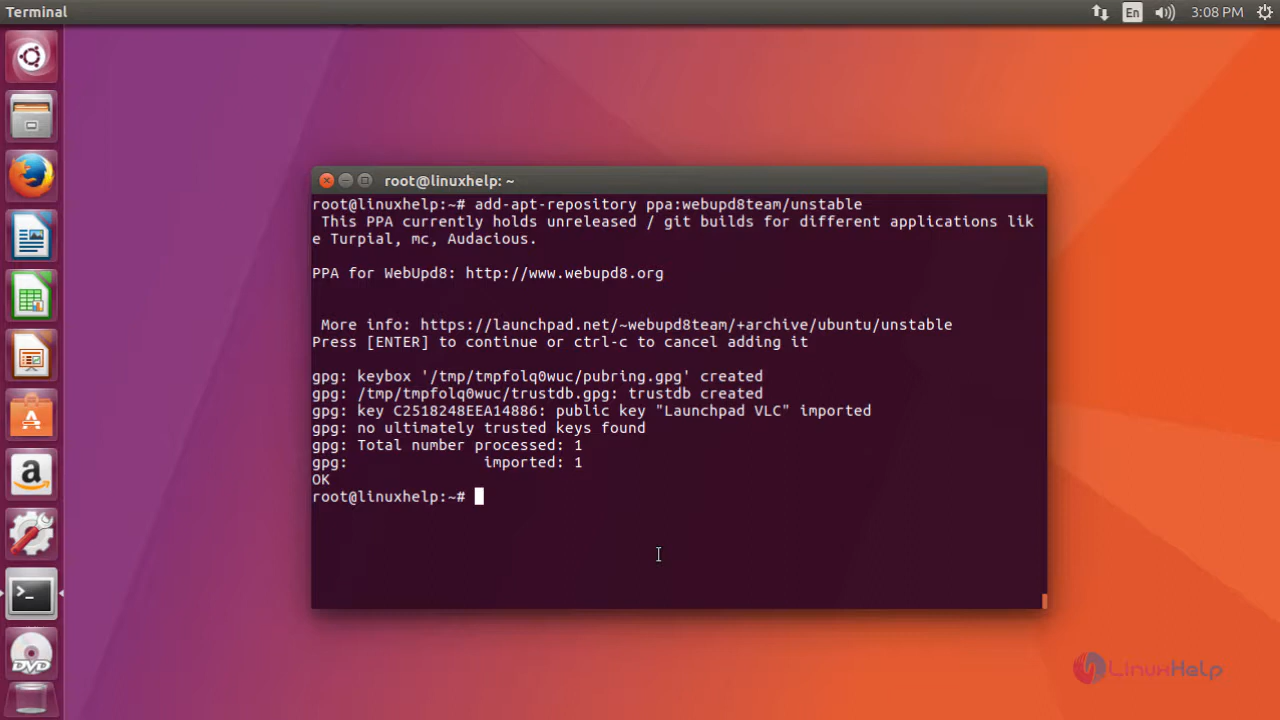 Terminal
En
3:08 PM
root@linuxhelp: ~
root@linuxhelp:~# add-apt-repository ppa:webupd8team/unstable
This PPA currently holds unreleased / git builds for different applications lik
e Turpial, mc, Audacious.
PPA for WebUpd8: http://www.webupd8.org
More info: https://launchpad.net/~webupd8team/+archive/ubuntu/unstable
Press [ENTER] to continue or ctrl-c to cancel adding it
gpg: keybox '/tmp/tmpfolq0wuc/pubring.gpg' created
gpg: /tmp/tmpfolq0wuc/trustdb.gpg: trustdb created
gpg: key C2518248EEA14886: public key "Launchpad VLC" imported
gpg: no ultimately trusted keys found
gpg: Total number processed: 1
gpg:               imported: 1
OK
root@linuxhelp:~#
>_
DVD
LinuxHelp